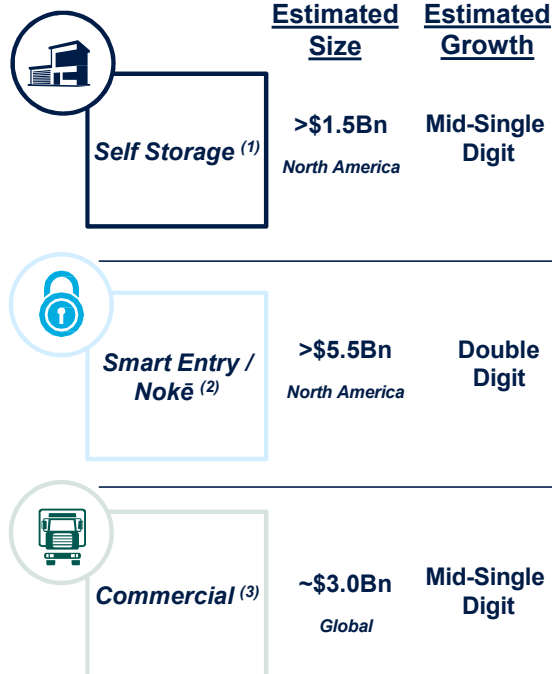 Estimated Estimated
Size Growth
Self Storage (1)
>$1.5Bn
North America
Mid-Single
Digit
Smart Entry /
Nokē (2)
>$5.5Bn
North America
Double
Digit
Commercial (3)
~$3.0Bn
Global
Mid-Single
Digit